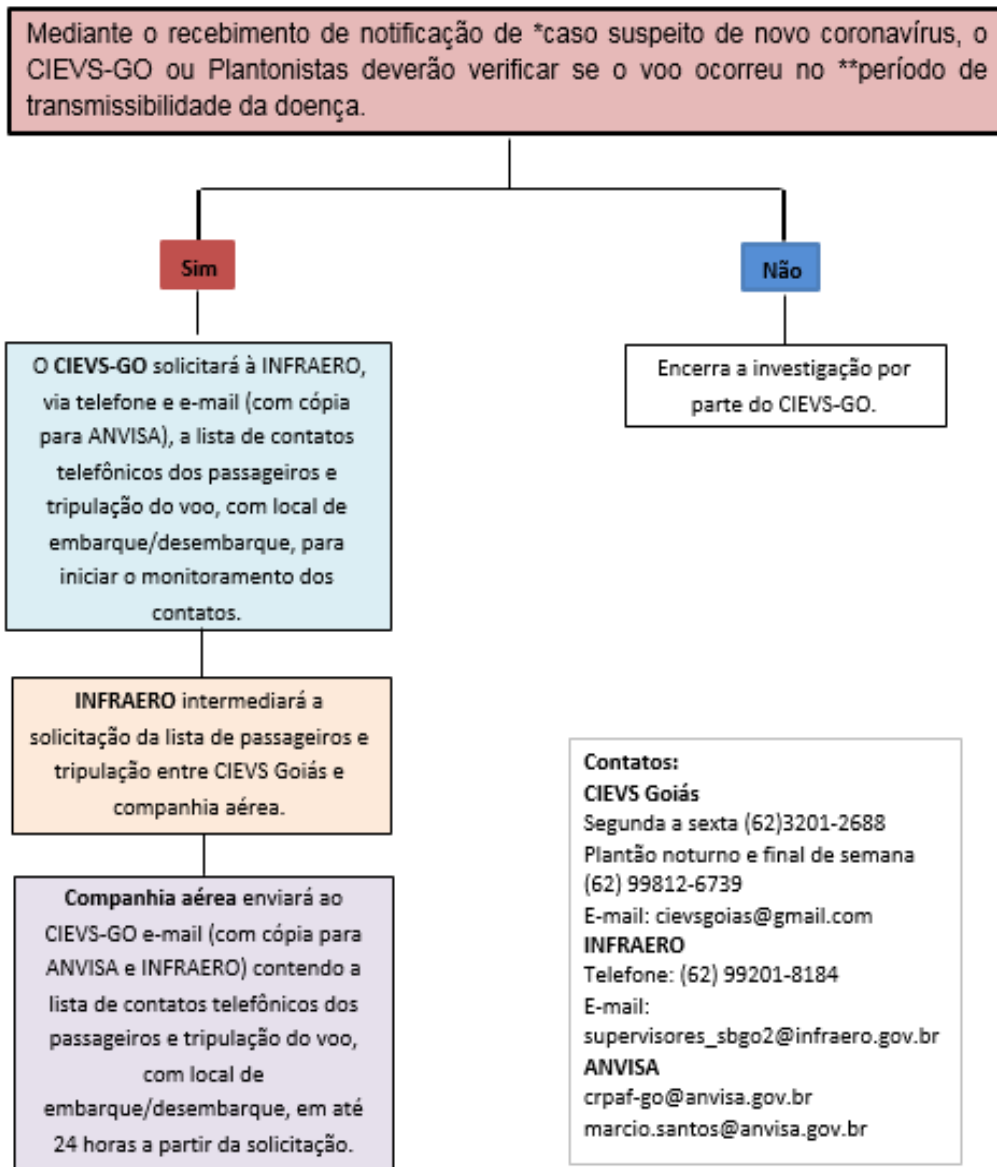 Mediante o recebimento de notificação de *caso suspeito de novo coronavírus, o
CIEVS-GO ou Plantonistas deverão verificar se o voo ocorreu no **período de
transmissibilidade da doença.
Sim
Não
O CIEVS-GO solicitará à INFRAERO,
via telefone e e-mail (com cópia
para ANVISA), a lista de contatos
telefônicos dos passageiros e
tripulação do voo, com local de
embarque/desembarque, para
iniciar o monitoramento dos
contatos.
Encerra a investigação por
parte do CIEVS-GO.
INFRAERO intermediará a
solicitação da lista de passageiros e
tripulação entre CIEVS Goiás e
companhia aérea.
Companhia aérea enviará ao
CIEVS-GO e-mail (com cópia para
ANVISA e INFRAERO) contendo a
lista de contatos telefônicos dos
passageiros e tripulação do voo,
com local de
embarque/desembarque, em até
24 horas a partir da solicitação.
Contatos:
CIEVS Goiás
Segunda a sexta (62)3201-2688
Plantão noturno e final de semana
(62) 99812-6739
E-mail: cievsgoias@gmail.com
INFRAERO
Telefone: (62) 99201-8184
E-mail:
supervisores_sbgo2@infraero.gov.br
ANVISA
crpaf-go@anvisa.gov.br
marcio.santos@anvisa.gov.br